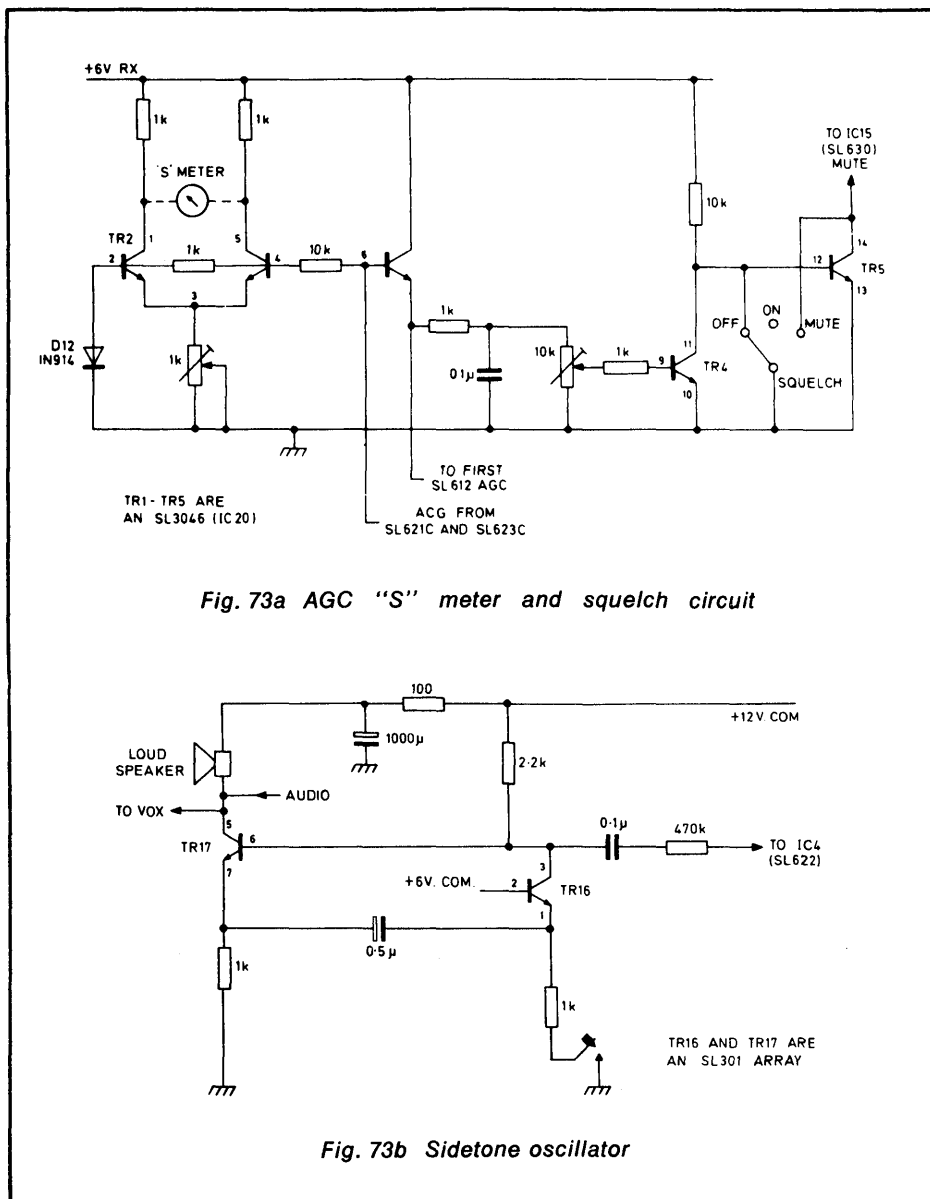 +6V RX
1k
1k
'S' METER
TR2
1
5
2
1k
4
10k
6
3
D12
IN914
1k
1k
0·1µ
10k
1k
9
10k
11
TR4
10
OFF
ON
MUTE
SQUELCH
12
14
TR5
13
TO IC15
(SL630)
MUTE
TO FIRST
SL612 AGC
ACG FROM
SL621C AND SL623C
TR1 - TR5 ARE
AN SL3046 (IC20)
Fig. 73a AGC "S" meter and squelch circuit
100
+12V. COM
1000µ
2·2k
LOUD
SPEAKER
AUDIO
TO VOX
5
TR17
6
7
0·1µ
470k
TO IC4
(SL622)
3
+6V. COM.
2
TR16
1
0·5µ
1k
1k
TR16 AND TR17 ARE
AN SL301 ARRAY
Fig. 73b Sidetone oscillator